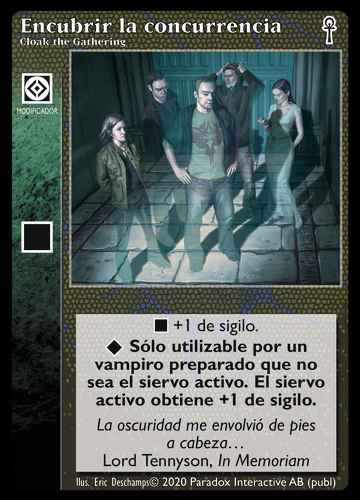 Encubrir la concurrencia
Cloak the Gathering
MODIFICADOR
+1 de sigilo.
Sólo utilizable por un
vampiro preparado que no
sea el siervo activo. El siervo
activo obtiene +1 de sigilo.
La oscuridad me envolvió de pies
a cabeza…
Lord Tennyson, In Memoriam
Ilus. Eric Deschamps© 2020 Paradox Interactive AB (publ)